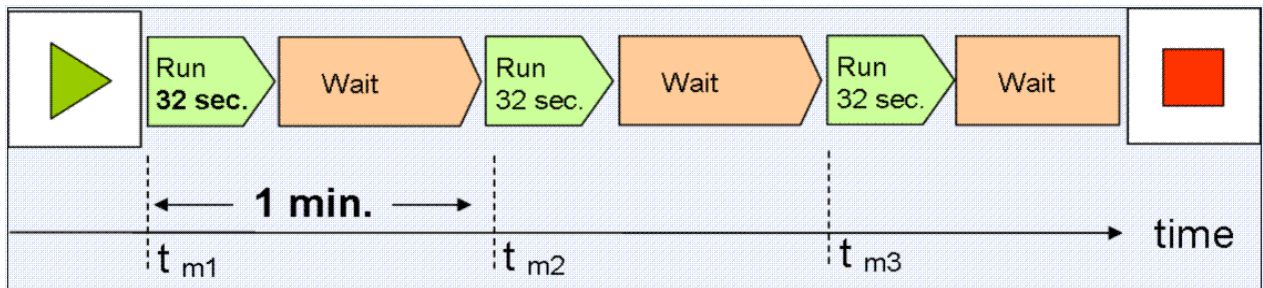 Run
32 sec.
Wait
Run
32 sec.
Wait
Run
32 sec.
Wait
1 min.
time
t m1
t m2
t m3